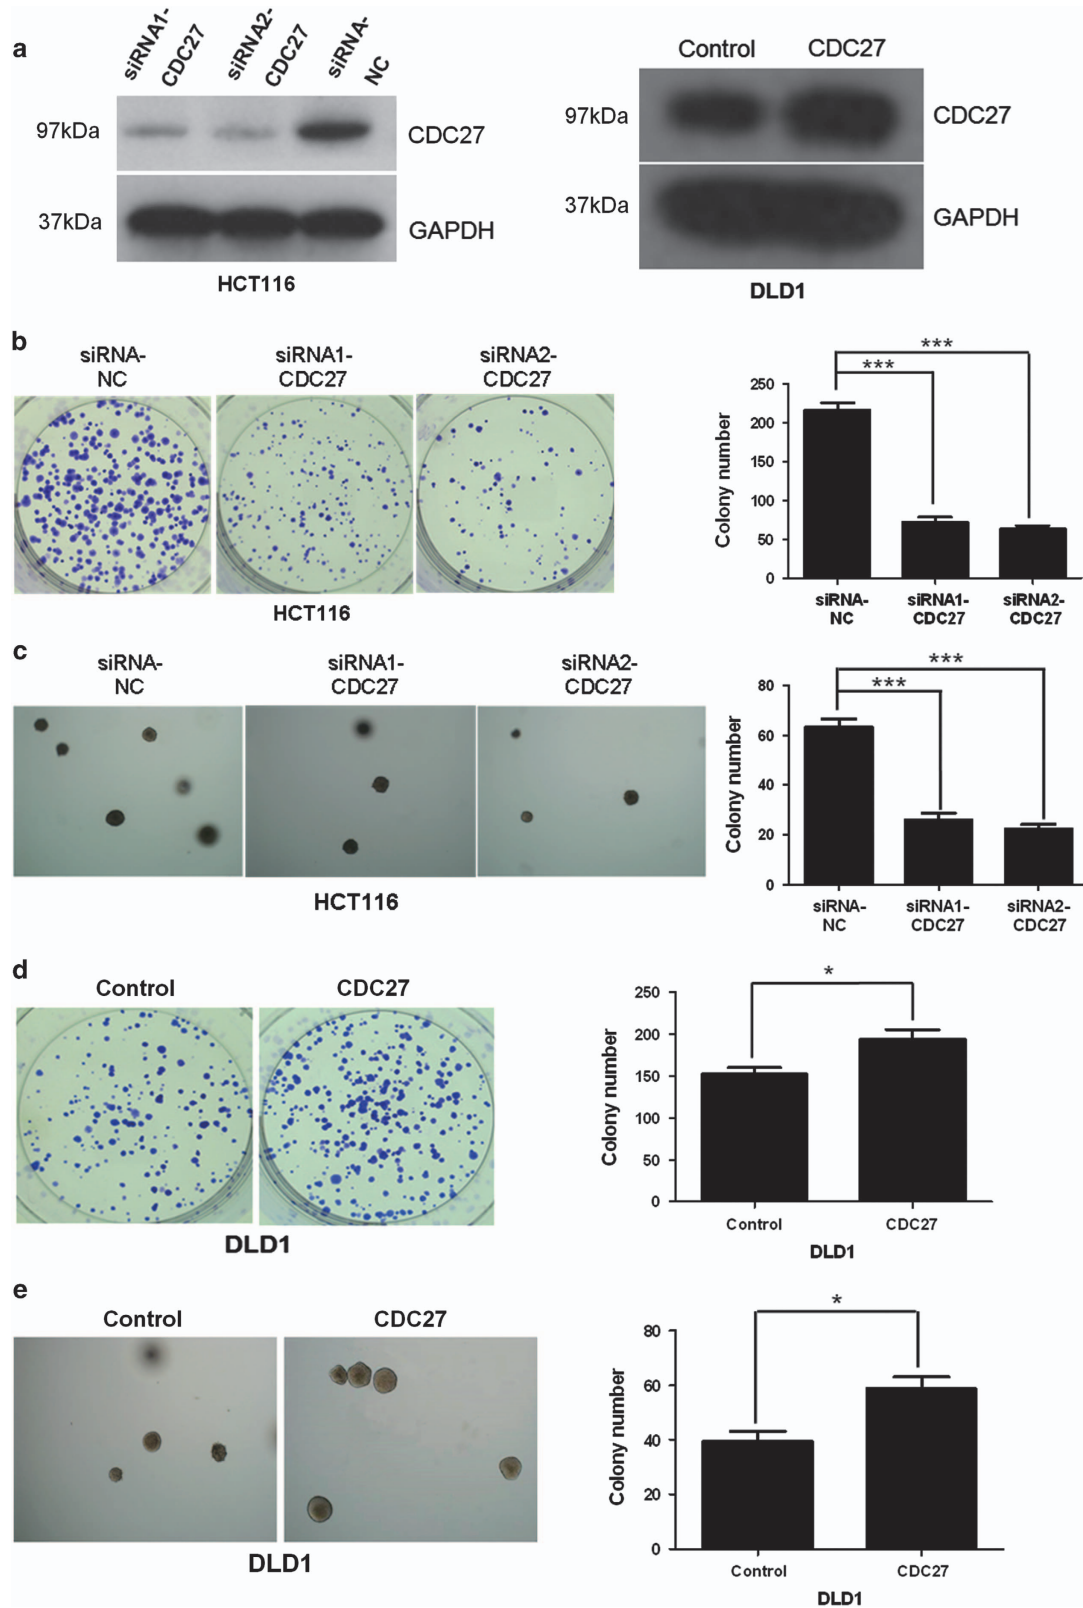 a
siRNA1-
CDC27
siRNA2-
CDC27
siRNA-
NC
97kDa
CDC27
37kDa
GAPDH
HCT116
Control CDC27
97kDa
CDC27
37kDa
GAPDH
DLD1
b
siRNA-
NC
siRNA1-
CDC27
siRNA2-
CDC27
HCT116
***
***
Colony number
250
200
150
100
50
0
siRNA-
NC
siRNA1-
CDC27
siRNA2-
CDC27
c
siRNA-
NC
siRNA1-
CDC27
siRNA2-
CDC27
HCT116
***
***
Colony number
80
60
40
20
0
siRNA-
NC
siRNA1-
CDC27
siRNA2-
CDC27
d
Control CDC27
DLD1
*
Colony number
250
200
150
100
50
0
Control CDC27
DLD1
e
Control CDC27
DLD1
*
Colony number
80
60
40
20
0
Control CDC27
DLD1